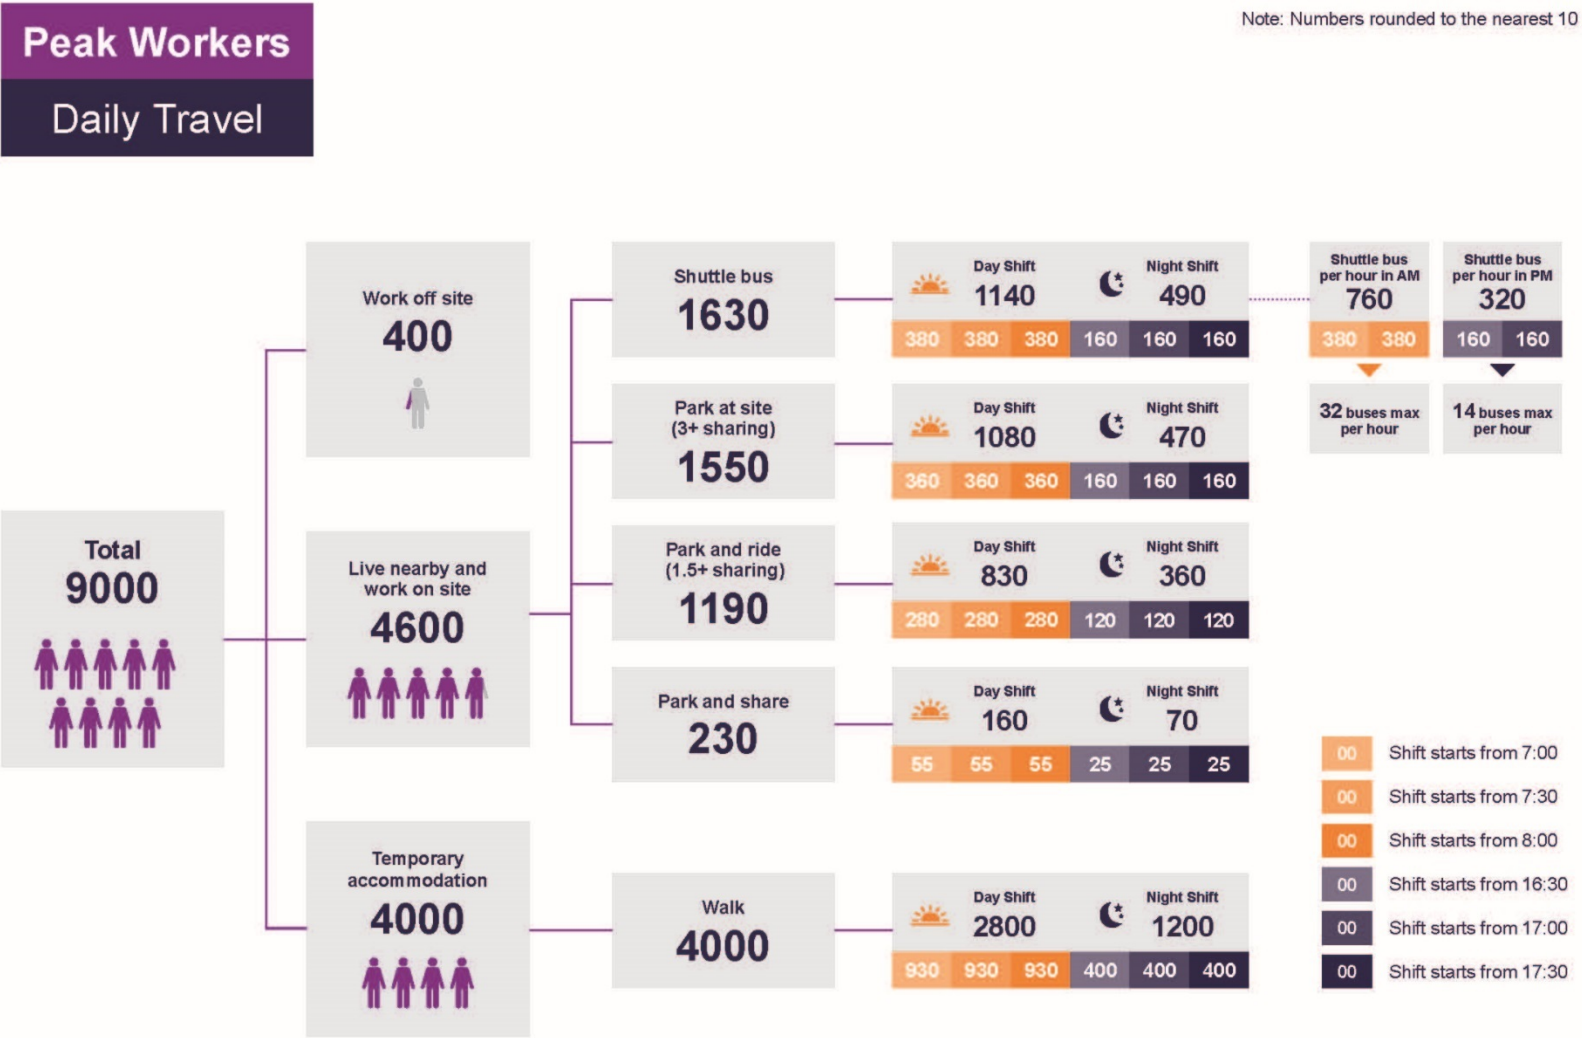 Peak Workers
Daily Travel
Note: Numbers rounded to the nearest 10
Total
9000
Work off site
400
Live nearby and
work on site
4600
Temporary
accommodation
4000
Shuttle bus
1630
Day Shift
1140
Night Shift
490
380 380 380 160 160 160
Shuttle bus
per hour in AM
760
380 380
32 buses max
per hour
Shuttle bus
per hour in PM
320
160 160
14 buses max
per hour
Park at site
(3+ sharing)
1550
Day Shift
1080
Night Shift
470
360 360 360 160 160 160
Park and ride
(1.5+ sharing)
1190
Day Shift
830
Night Shift
360
280 280 280 120 120 120
Park and share
230
Day Shift
160
Night Shift
70
55 55 55 25 25 25
Walk
4000
Day Shift
2800
Night Shift
1200
930 930 930 400 400 400
00 Shift starts from 7:00
00 Shift starts from 7:30
00 Shift starts from 8:00
00 Shift starts from 16:30
00 Shift starts from 17:00
00 Shift starts from 17:30